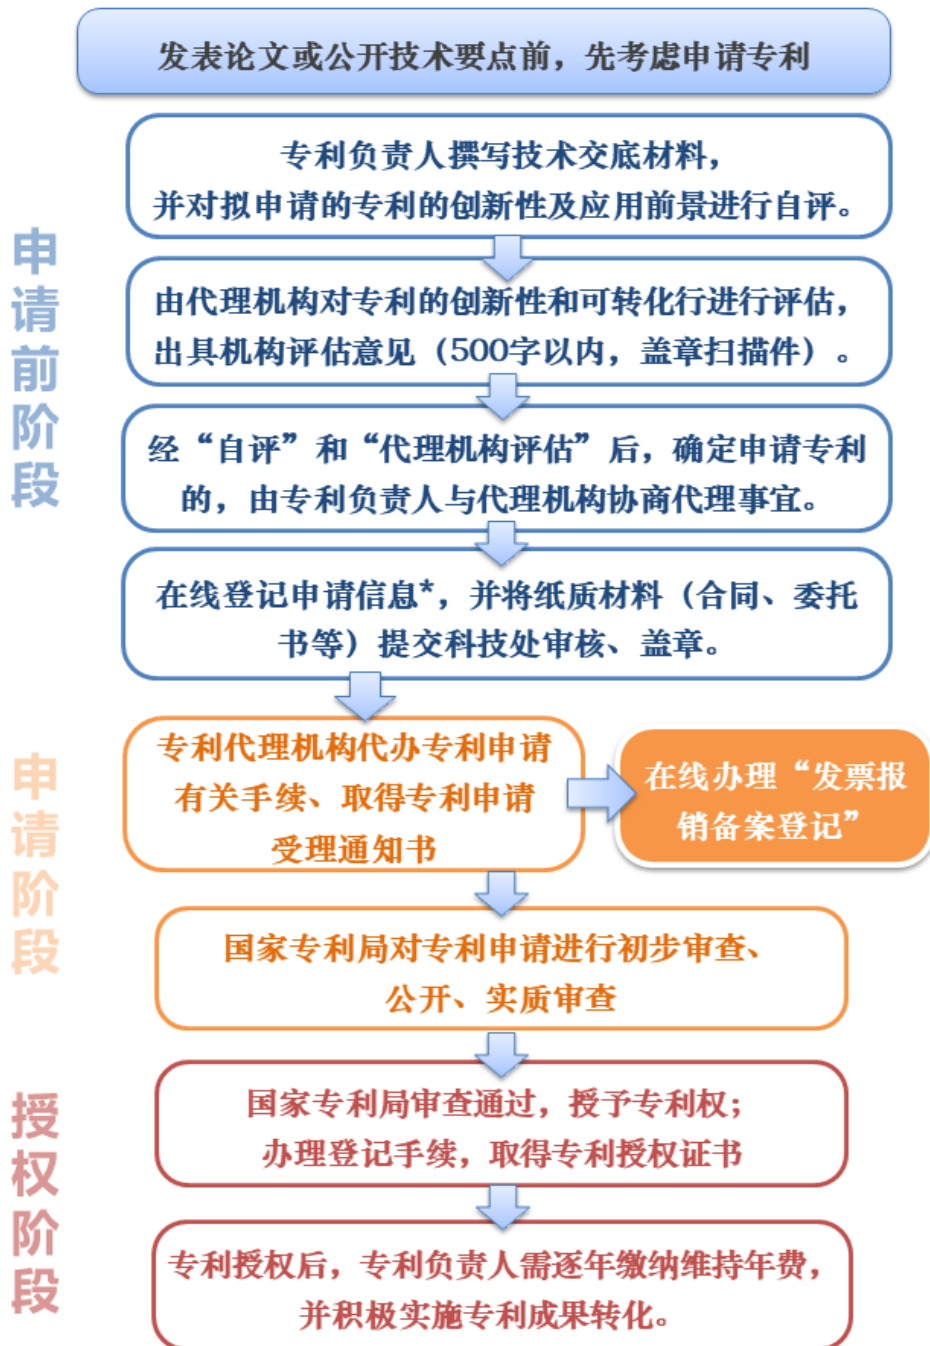 发表论文或公开技术要点前，先考虑申请专利
申请前阶段
专利负责人撰写技术交底材料，
并对拟申请的专利的创新性及应用前景进行自评。
由代理机构对专利的创新性和可转化行进行评估，
出具机构评估意见（500字以内，盖章扫描件）。
经“自评”和“代理机构评估”后，确定申请专利
的，由专利负责人与代理机构协商代理事宜。
在线登记申请信息*，并将纸质材料（合同、委托
书等）提交科技处审核、盖章。
申请阶段
专利代理机构代办专利申请
有关手续、取得专利申请
受理通知书
在线办理“发票报
销备案登记”
国家专利局对专利申请进行初步审查、
公开、实质审查
授权阶段
国家专利局审查通过，授予专利权；
办理登记手续，取得专利授权证书
专利授权后，专利负责人需逐年缴纳维持年费，
并积极实施专利成果转化。